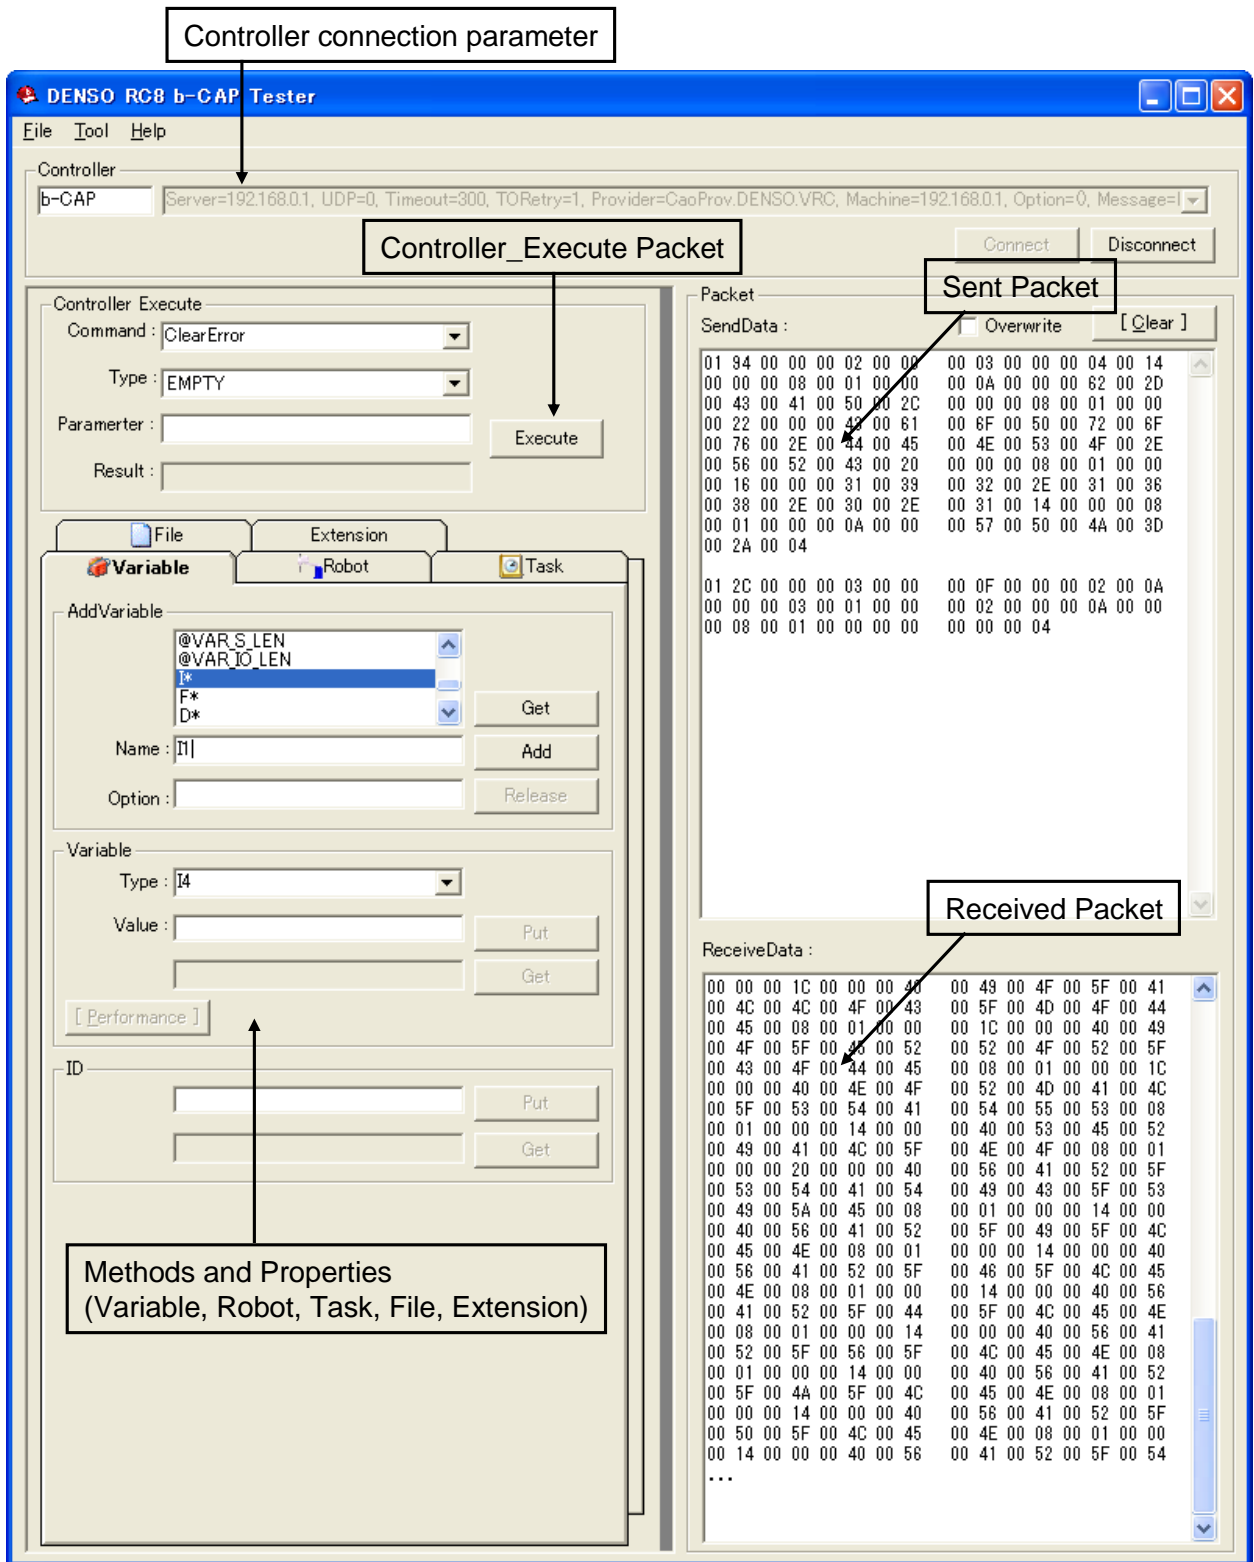 Controller connection parameter
DENSO RC8 b-CAP Tester
File Tool Help
Controller
b-CAP
Server=192.168.0.1, UDP=0, Timeout=300, TORetry=1, Provider=CaoProv.DENSO.VRC, Machine=192.168.0.1, Option=0, Message=
Connect Disconnect
Controller_Execute Packet
Controller Execute
Command : ClearError
Type : EMPTY
Paramerter :
Execute
Result :
File Extension
Variable Robot Task
AddVariable
@VAR_S_LEN
@VAR_IO_LEN
I*
F*
D*
Get
Name : I1
Add
Option :
Release
Variable
Type : I4
Value :
Put
Get
[ Performance ]
ID
Put
Get
Methods and Properties
(Variable, Robot, Task, File, Extension)
Packet
Sent Packet
SendData :
Overwrite
[ Clear ]
01 94 00 00 00 02 00 00 00 03 00 00 00 04 00 14
00 00 00 08 00 01 00 00 00 0A 00 00 00 62 00 2D
00 43 00 41 00 50 00 2C 00 00 00 08 00 01 00 00
00 22 00 00 00 43 00 61 00 6F 00 50 00 72 00 6F
00 76 00 2E 00 44 00 45 00 4E 00 53 00 4F 00 2E
00 56 00 52 00 43 00 20 00 00 00 08 00 01 00 00
00 16 00 00 00 31 00 39 00 32 00 2E 00 31 00 36
00 38 00 2E 00 30 00 2E 00 31 00 14 00 00 00 08
00 01 00 00 00 0A 00 00 00 57 00 50 00 4A 00 3D
00 2A 00 04
01 2C 00 00 00 03 00 00 00 0F 00 00 00 02 00 0A
00 00 00 03 00 01 00 00 00 02 00 00 00 0A 00 00
00 08 00 01 00 00 00 00 00 00 00 04
Received Packet
ReceiveData :
00 00 00 1C 00 00 00 40 00 49 00 4F 00 5F 00 41
00 4C 00 4C 00 4F 00 43 00 5F 00 4D 00 4F 00 44
00 45 00 08 00 01 00 00 00 1C 00 00 00 40 00 49
00 4F 00 5F 00 45 00 52 00 52 00 4F 00 52 00 5F
00 43 00 4F 00 44 00 45 00 08 00 01 00 00 00 1C
00 00 00 40 00 4E 00 4F 00 52 00 4D 00 41 00 4C
00 5F 00 53 00 54 00 41 00 54 00 55 00 53 00 08
00 01 00 00 00 14 00 00 00 40 00 53 00 45 00 52
00 49 00 41 00 4C 00 5F 00 4E 00 4F 00 08 00 01
00 00 00 20 00 00 00 40 00 56 00 41 00 52 00 5F
00 53 00 54 00 41 00 54 00 49 00 43 00 5F 00 53
00 49 00 5A 00 45 00 08 00 01 00 00 00 14 00 00
00 40 00 56 00 41 00 52 00 5F 00 49 00 5F 00 4C
00 45 00 4E 00 08 00 01 00 00 00 14 00 00 00 40
00 56 00 41 00 52 00 5F 00 46 00 5F 00 4C 00 45
00 4E 00 08 00 01 00 00 00 14 00 00 00 40 00 56
00 41 00 52 00 5F 00 44 00 5F 00 4C 00 45 00 4E
00 08 00 01 00 00 00 14 00 00 00 40 00 56 00 41
00 52 00 5F 00 56 00 5F 00 4C 00 45 00 4E 00 08
00 01 00 00 00 14 00 00 00 40 00 56 00 41 00 52
00 5F 00 4A 00 5F 00 4C 00 45 00 4E 00 08 00 01
00 00 00 14 00 00 00 40 00 56 00 41 00 52 00 5F
00 50 00 5F 00 4C 00 45 00 4E 00 08 00 01 00 00
00 14 00 00 00 40 00 56 00 41 00 52 00 5F 00 54
...